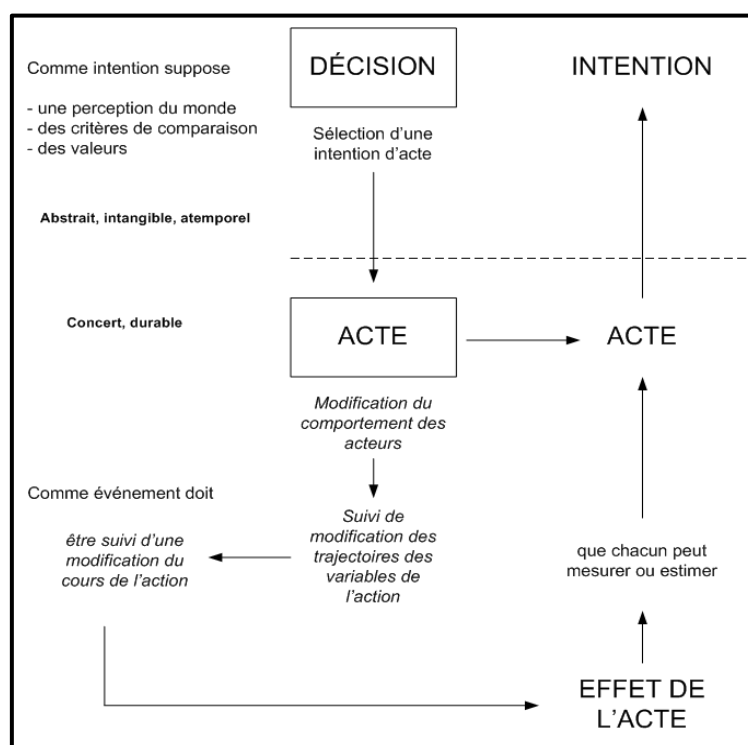 Comme intention suppose
- une perception du monde
- des critères de comparaison
- des valeurs
DÉCISION
INTENTION
Sélection d'une
intention d'acte
Abstrait, intangible, atemporel
Concert, durable
ACTE
ACTE
Modification du
comportement des
acteurs
Comme événement doit
être suivi d'une
modification du
cours de l'action
Suivi de
modification des
trajectoires des
variables de
l'action
que chacun peut
mesurer ou estimer
EFFET DE
L'ACTE